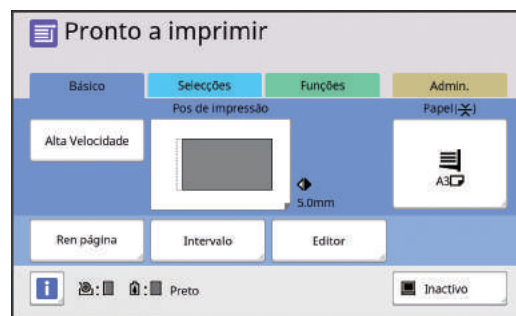 Pronto a imprimir
Básico Selecções Funções Admin.
Pos de impressão Papel()
Alta Velocidade
A3
5.0mm
Ren página Intervalo Editor
i : : Preto Inactivo